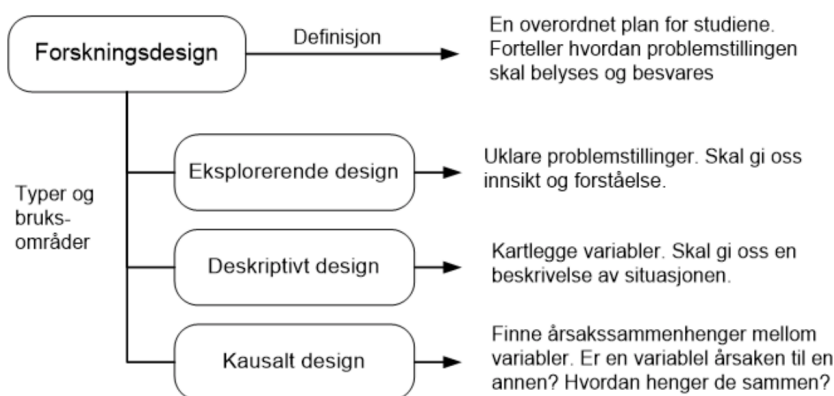 Forskningsdesign
Definisjon
En overordnet plan for studiene.
Forteller hvordan problemstillingen
skal belyses og besvares
Typer og
bruks-
områder
Eksplorerende design
Uklare problemstillinger. Skal gi oss
innsikt og forståelse.
Deskriptivt design
Kartlegge variabler. Skal gi oss en
beskrivelse av situasjonen.
Kausalt design
Finne årsakssammenhenger mellom
variabler. Er en variablel årsaken til en
annen? Hvordan henger de sammen?